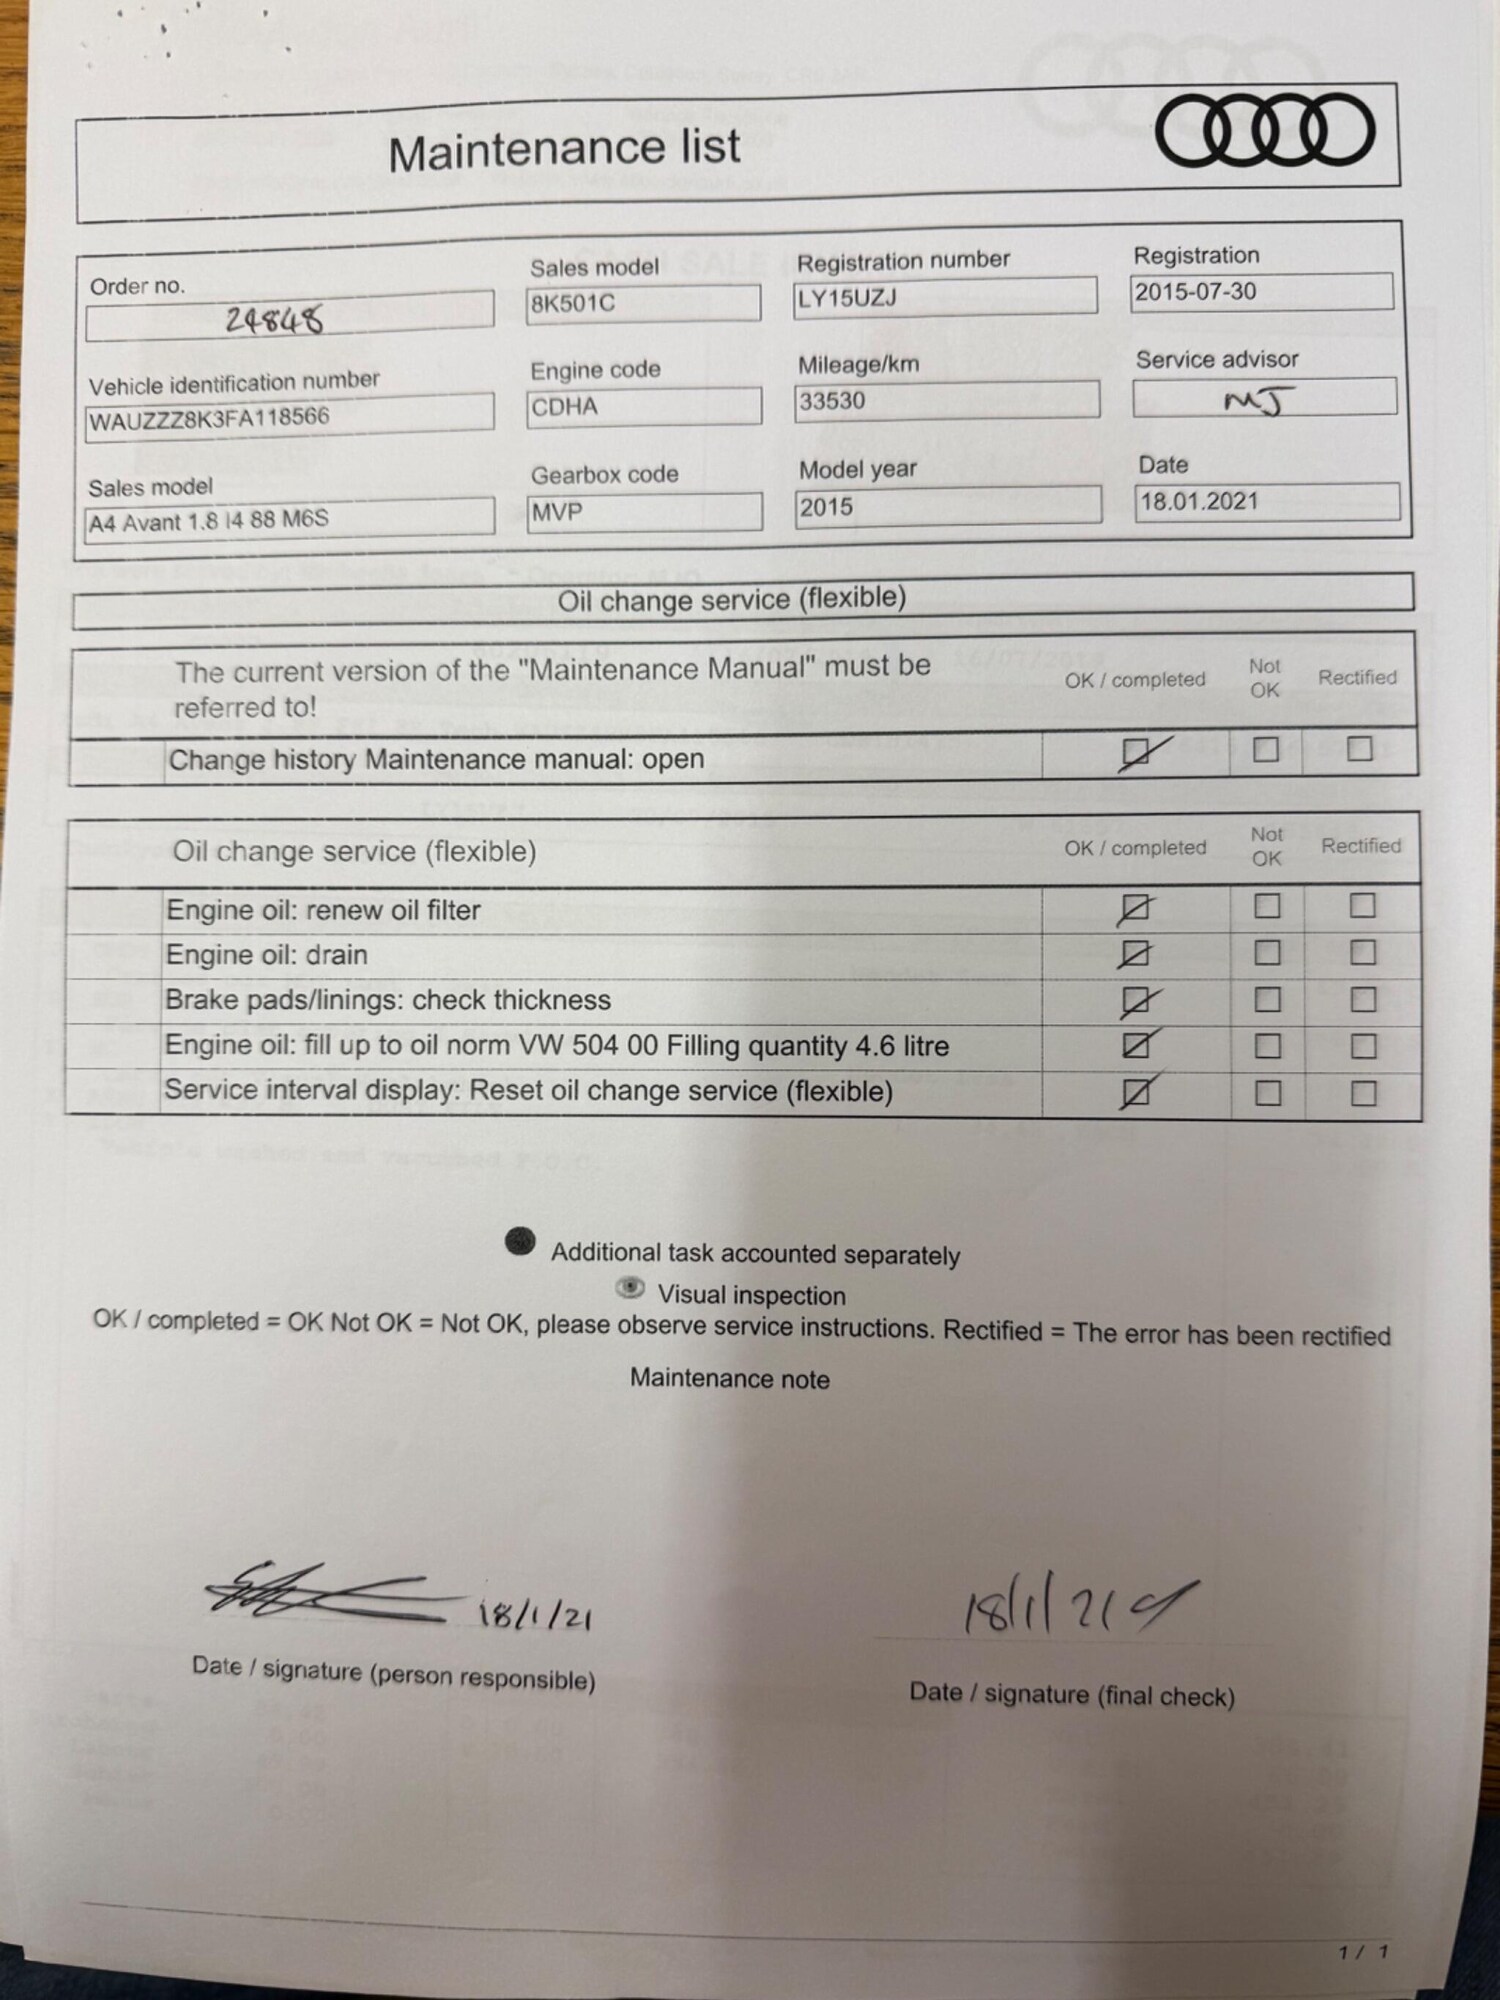 Maintenance list
Order no.
24848
Sales model
8K501C
Registration number
LY15UZJ
Registration
2015-07-30
Vehicle identification number
WAUZZZ8K3FA118566
Engine code
CDHA
Mileage/km
33530
Service advisor
MJ
Sales model
A4 Avant 1.8 I4 88 M6S
Gearbox code
MVP
Model year
2015
Date
18.01.2021
Oil change service (flexible)
The current version of the "Maintenance Manual" must be
referred to!
OK / completed
Not
OK
Rectified
Change history Maintenance manual: open
Oil change service (flexible)
OK / completed
Not
OK
Rectified
Engine oil: renew oil filter
Engine oil: drain
Brake pads/linings: check thickness
Engine oil: fill up to oil norm VW 504 00 Filling quantity 4.6 litre
Service interval display: Reset oil change service (flexible)
Additional task accounted separately
Visual inspection
OK / completed = OK Not OK = Not OK, please observe service instructions. Rectified = The error has been rectified
Maintenance note
18/1/21
18/1/21
Date / signature (person responsible)
Date / signature (final check)
1 / 1